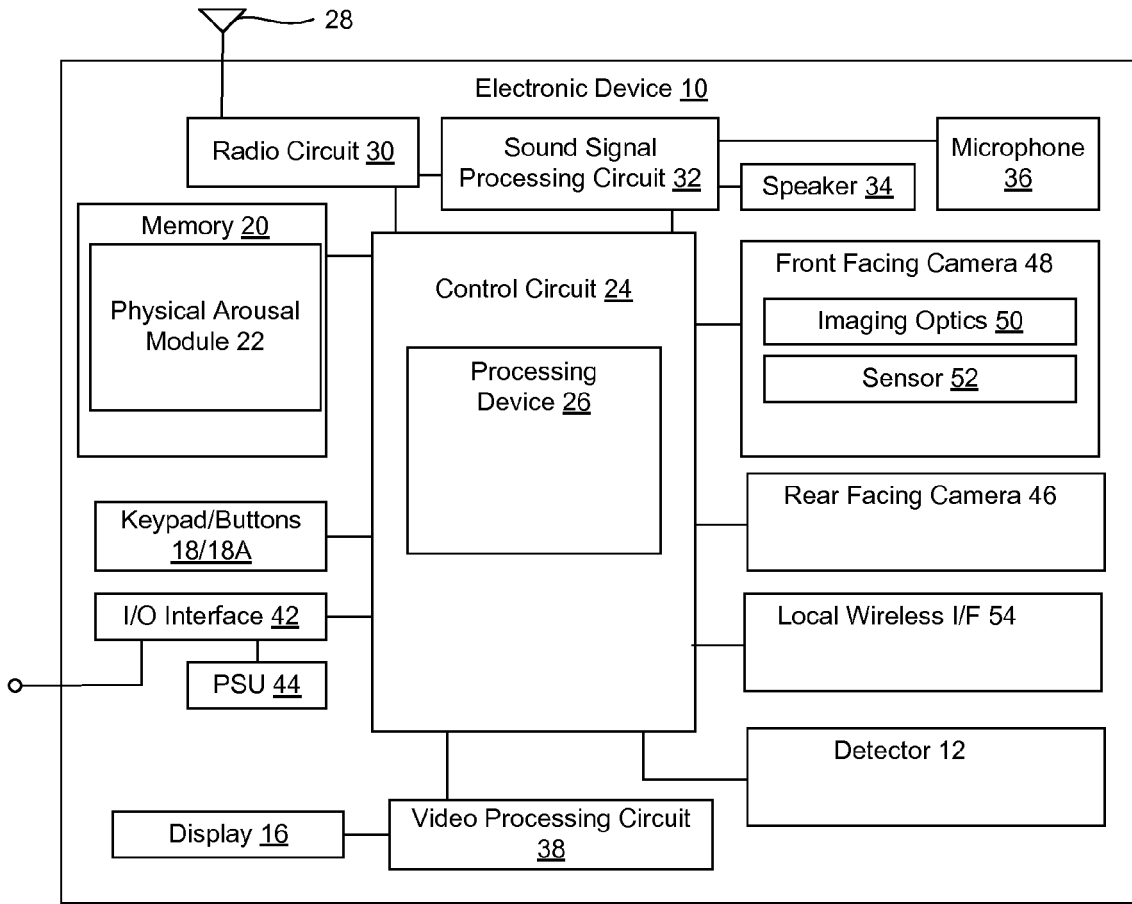 28
Electronic Device 10
Radio Circuit 30
Sound Signal
Processing Circuit 32
Microphone
36
Speaker 34
Memory 20
Physical Arousal
Module 22
Control Circuit 24
Processing
Device 26
Front Facing Camera 48
Imaging Optics 50
Sensor 52
Rear Facing Camera 46
Keypad/Buttons
18/18A
I/O Interface 42
PSU 44
Local Wireless I/F 54
Detector 12
Display 16
Video Processing Circuit
38